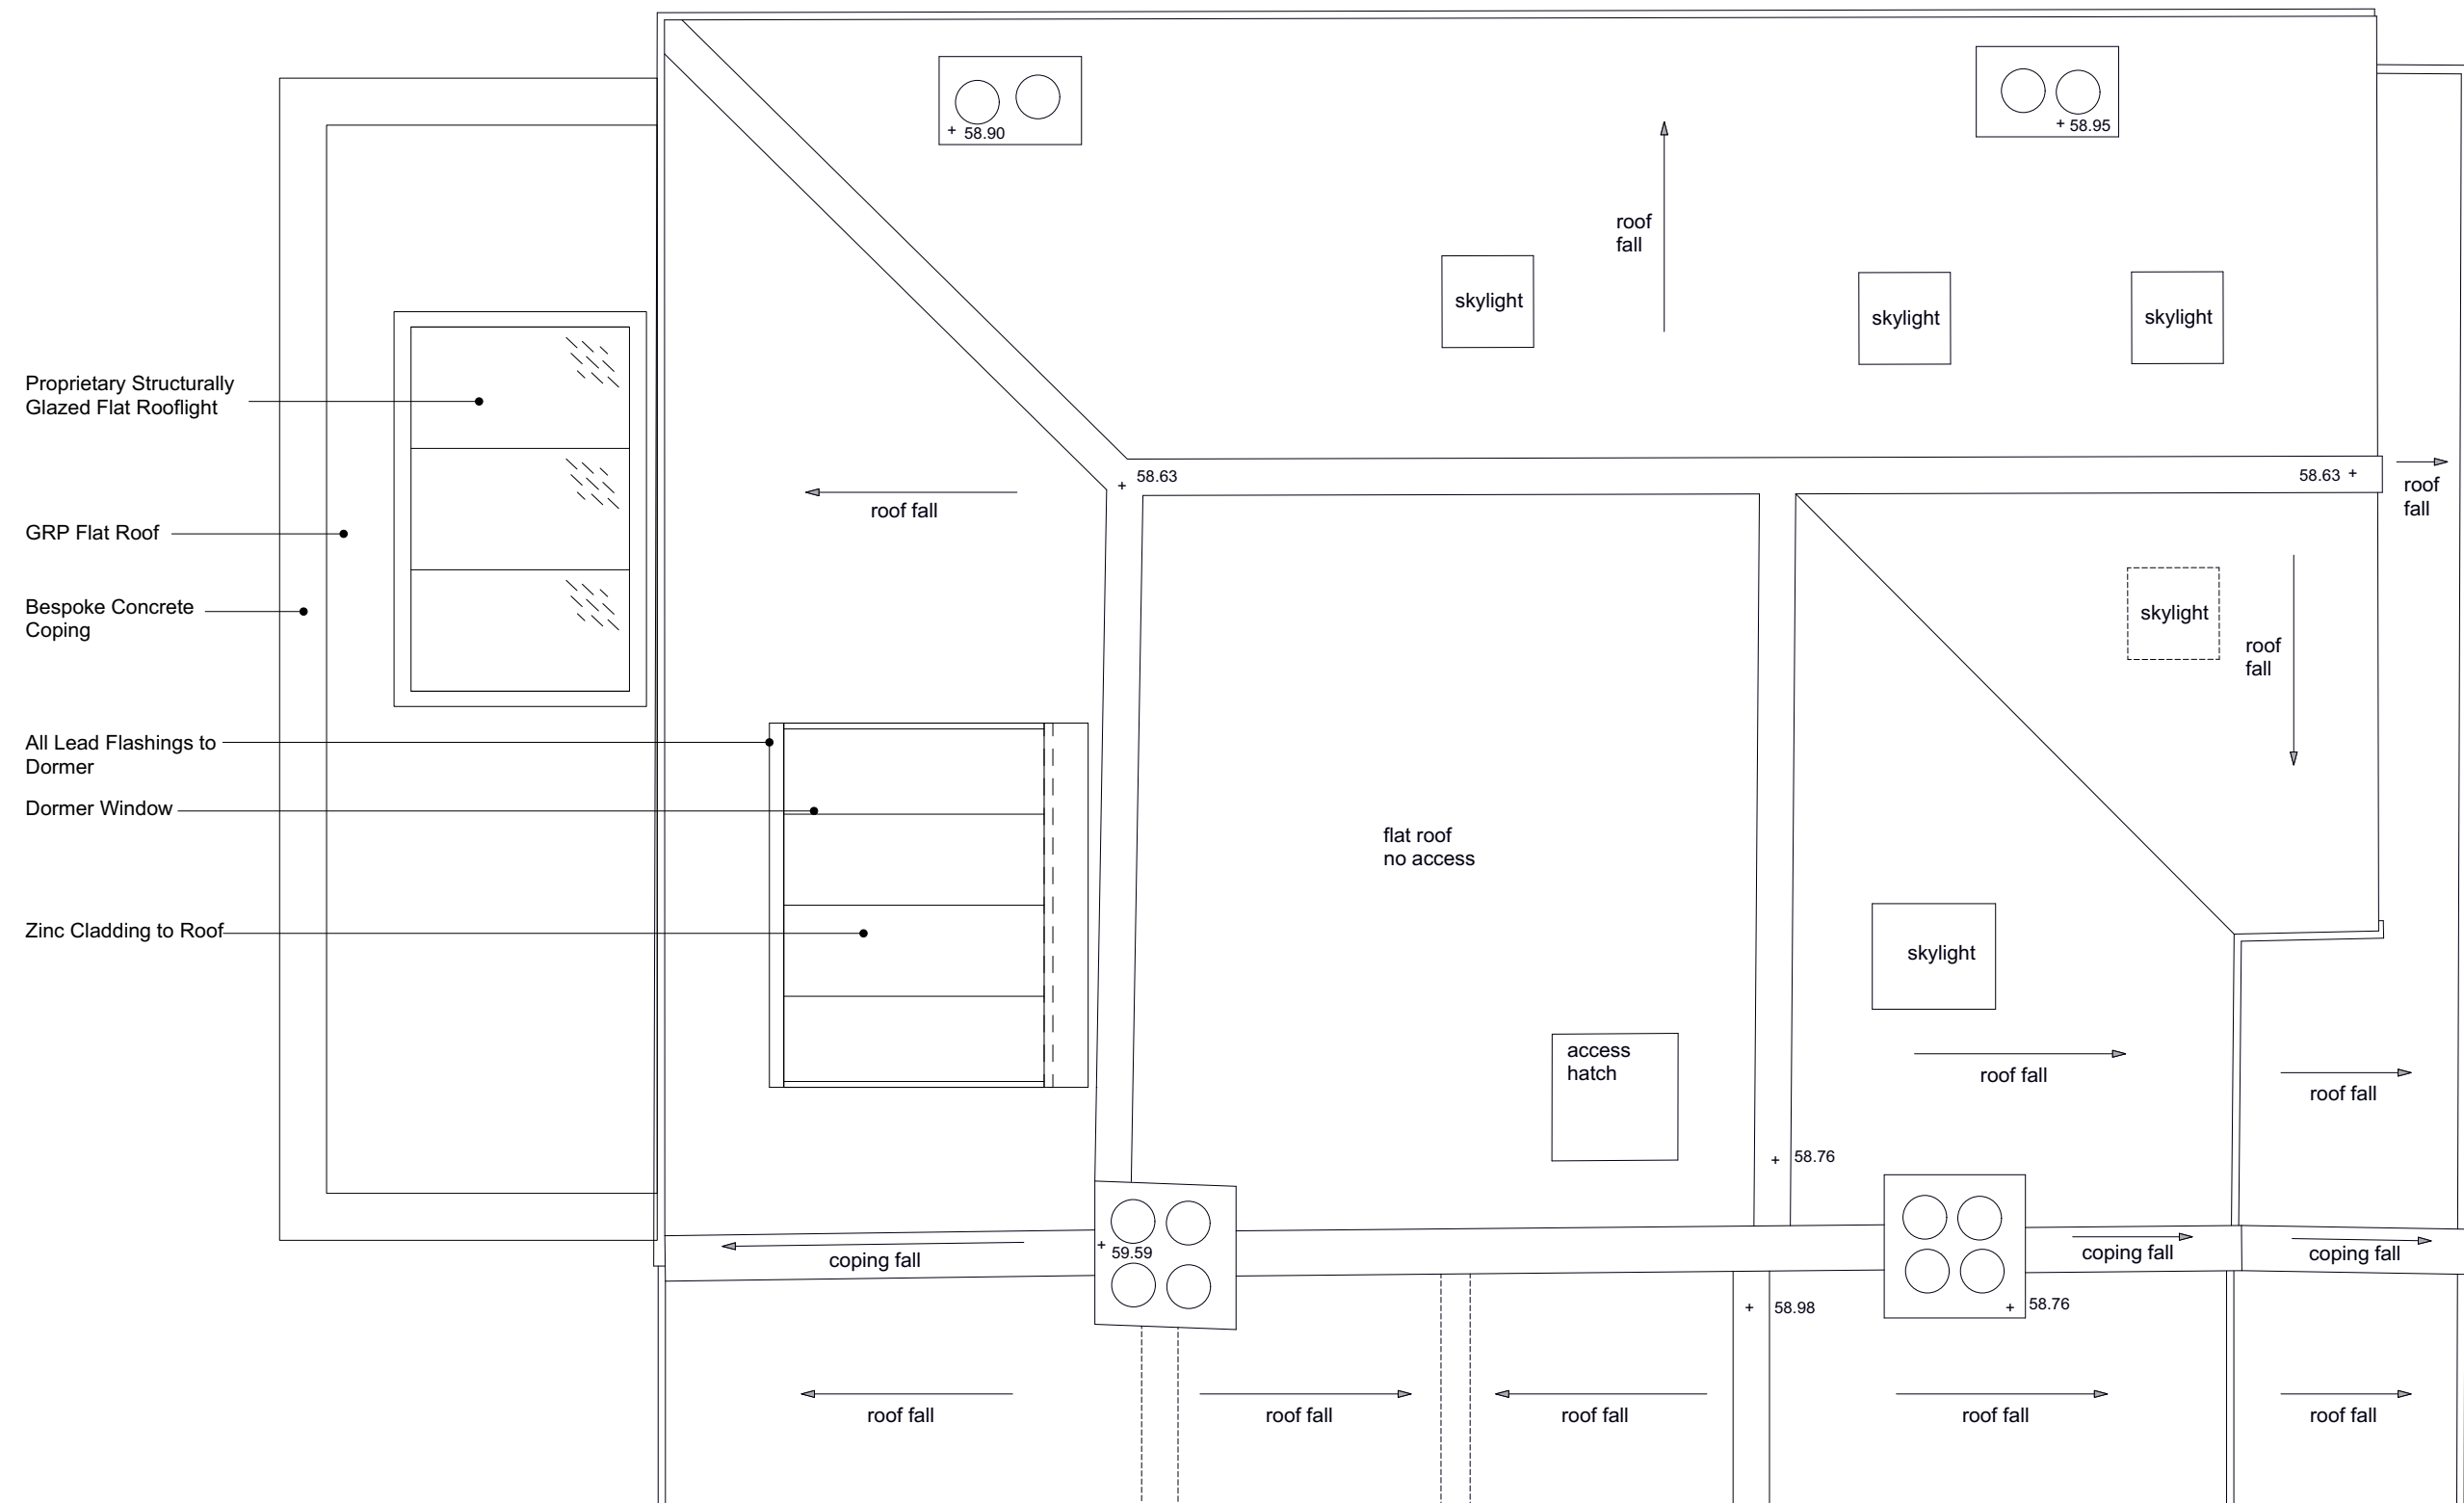 58.90
58.95
roof
fall
skylight
skylight
skylight
Proprietary Structurally
Glazed Flat Rooflight
58.63
58.63
roof
fall
roof fall
GRP Flat Roof
Bespoke Concrete
Coping
skylight
roof
fall
All Lead Flashings to
Dormer
Dormer Window
flat roof
no access
Zinc Cladding to Roof
skylight
access
hatch
roof fall
roof fall
58.76
59.59
coping fall
coping fall
coping fall
58.98
58.76
roof fall
roof fall
roof fall
roof fall
roof fall